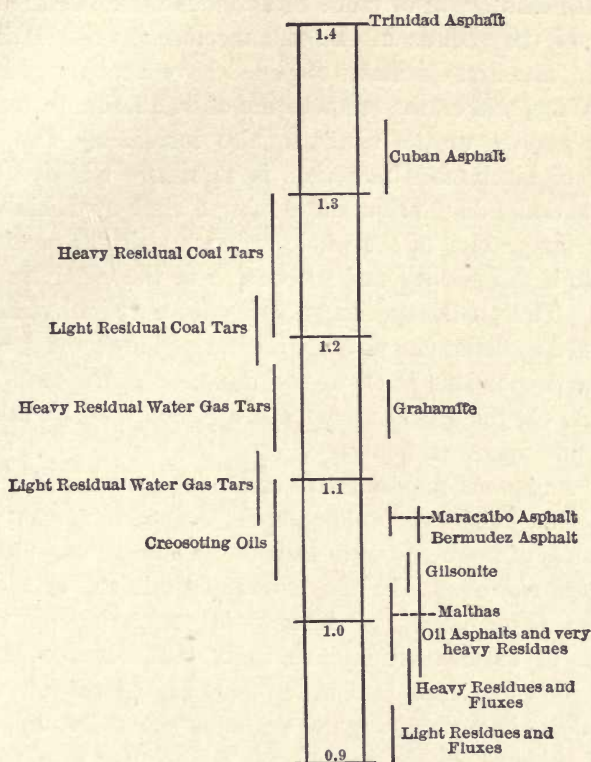 Trinidad Asphalt
1.4
Cuban Asphalt
1.3
Heavy Residual Coal Tars
Light Residual Coal Tars
1.2
Heavy Residual Water Gas Tars
Grahamite
Light Residual Water Gas Tars
1.1
Maracaibo Asphalt
Bermudez Asphalt
Creosoting Oils
Gilsonite
Malthas
1.0
Oil Asphalts and very
heavy Residues
Heavy Residues and
Fluxes
Light Residues and
Fluxes
0.9